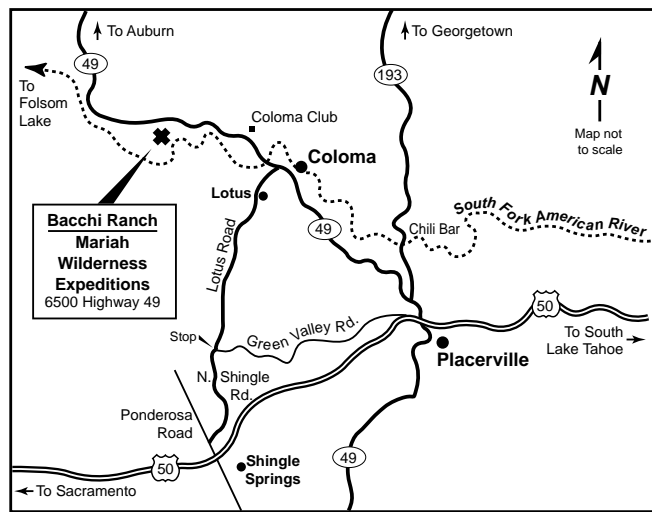 To Auburn
To Georgetown
49
193
To
Folsom
Lake
N
Map not
to scale
Coloma Club
Coloma
Lotus
Bacchi Ranch
Mariah
Wilderness
Expeditions
6500 Highway 49
Lotus Road
49
Chili Bar
South Fork American River
50
Stop
Green Valley Rd.
To South
Lake Tahoe
Placerville
N. Shingle
Rd.
Ponderosa
Road
50
Shingle
Springs
49
To Sacramento